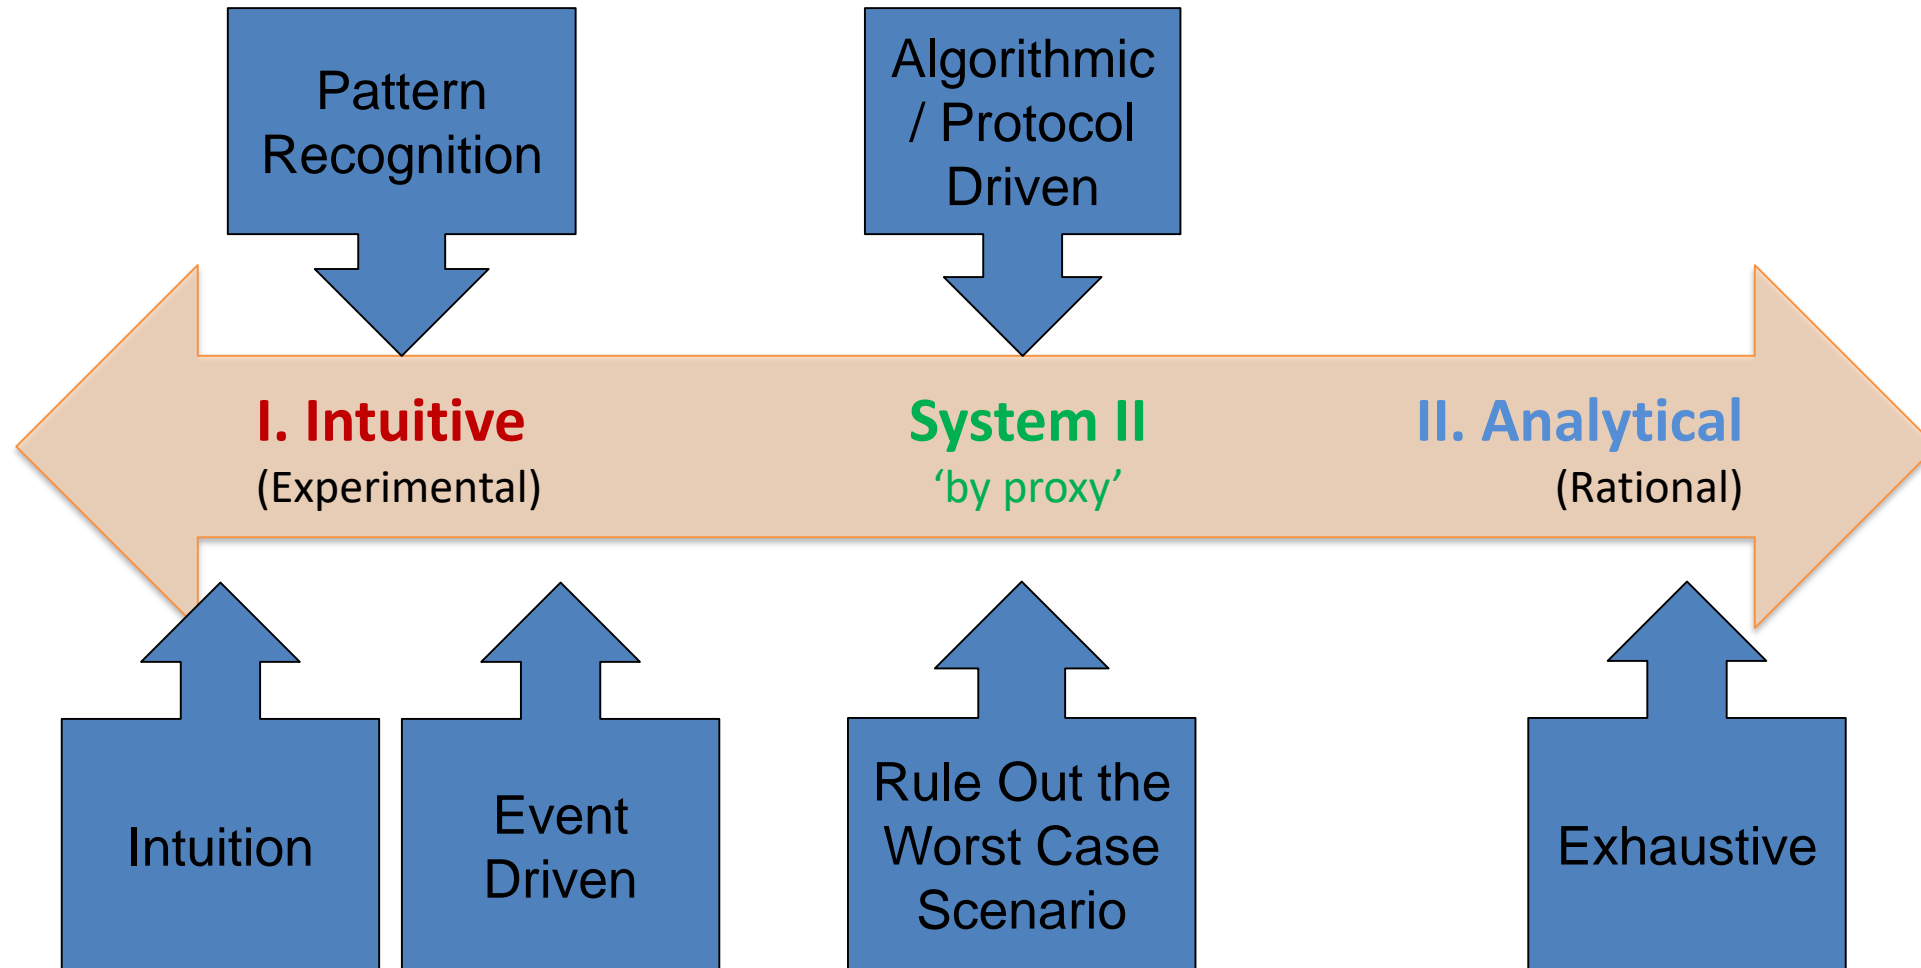 Pattern
Recognition
Algorithmic
/ Protocol
Driven
I. Intuitive
(Experimental)
System II
‘by proxy’
II. Analytical
(Rational)
Intuition
Event
Driven
Rule Out the
Worst Case
Scenario
Exhaustive